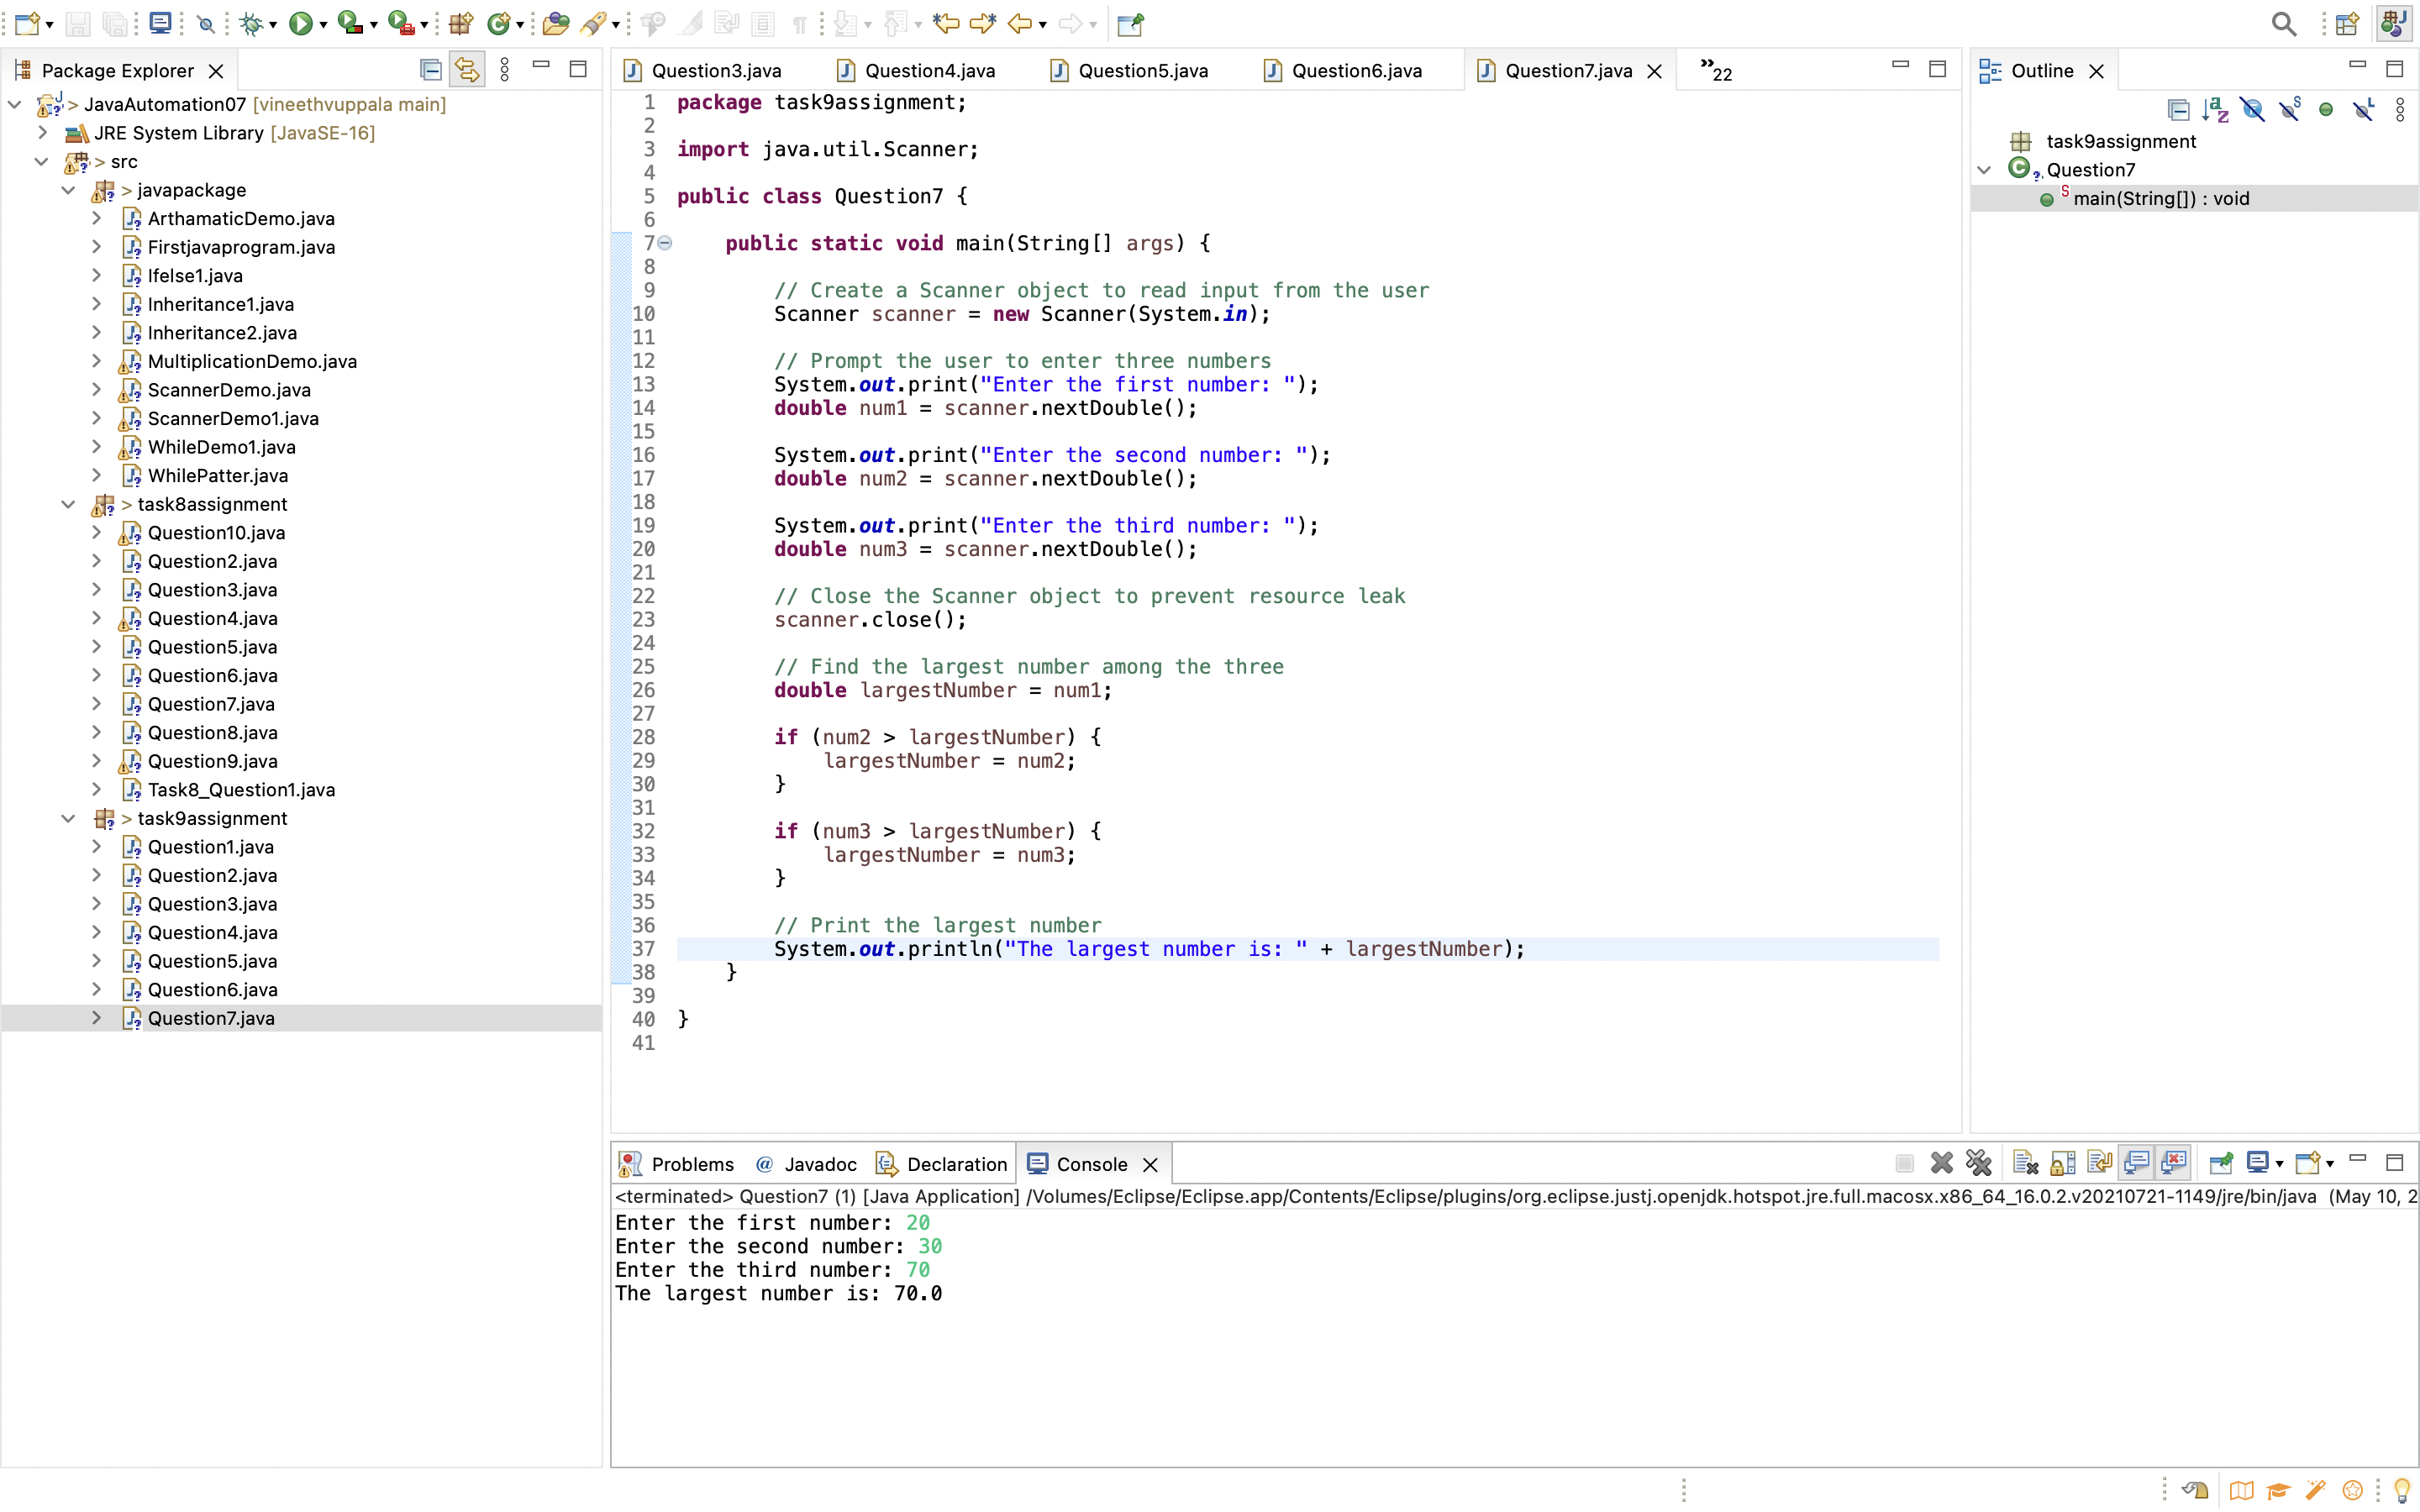 Package Explorer
JavaAutomation07 [vineethvuppala main]
JRE System Library [JavaSE-16]
> src
> javapackage
ArthamaticDemo.java
Firstjavaprogram.java
Ifelse1.java
Inheritance1.java
Inheritance2.java
MultiplicationDemo.java
ScannerDemo.java
ScannerDemo1.java
WhileDemo1.java
WhilePatter.java
> task8assignment
Question10.java
Question2.java
Question3.java
Question4.java
Question5.java
Question6.java
Question7.java
Question8.java
Question9.java
Task8_Question1.java
> task9assignment
Question1.java
Question2.java
Question3.java
Question4.java
Question5.java
Question6.java
Question7.java
Question3.java Question4.java Question5.java Question6.java Question7.java »22
1 package task9assignment;
2
3 import java.util.Scanner;
4
5 public class Question7 {
6
7 public static void main(String[] args) {
8
9 // Create a Scanner object to read input from the user
10 Scanner scanner = new Scanner(System.in);
11
12 // Prompt the user to enter three numbers
13 System.out.print("Enter the first number: ");
14 double num1 = scanner.nextDouble();
15
16 System.out.print("Enter the second number: ");
17 double num2 = scanner.nextDouble();
18
19 System.out.print("Enter the third number: ");
20 double num3 = scanner.nextDouble();
21
22 // Close the Scanner object to prevent resource leak
23 scanner.close();
24
25 // Find the largest number among the three
26 double largestNumber = num1;
27
28 if (num2 > largestNumber) {
29 largestNumber = num2;
30 }
31
32 if (num3 > largestNumber) {
33 largestNumber = num3;
34 }
35
36 // Print the largest number
37 System.out.println("The largest number is: " + largestNumber);
38 }
39
40 }
41
Outline
task9assignment
Question7
main(String[]) : void
Problems @ Javadoc Declaration Console
<terminated> Question7 (1) [Java Application] /Volumes/Eclipse/Eclipse.app/Contents/Eclipse/plugins/org.eclipse.justj.openjdk.hotspot.jre.full.macosx.x86_64_16.0.2.v20210721-1149/jre/bin/java (May 10, 2
Enter the first number: 20
Enter the second number: 30
Enter the third number: 70
The largest number is: 70.0